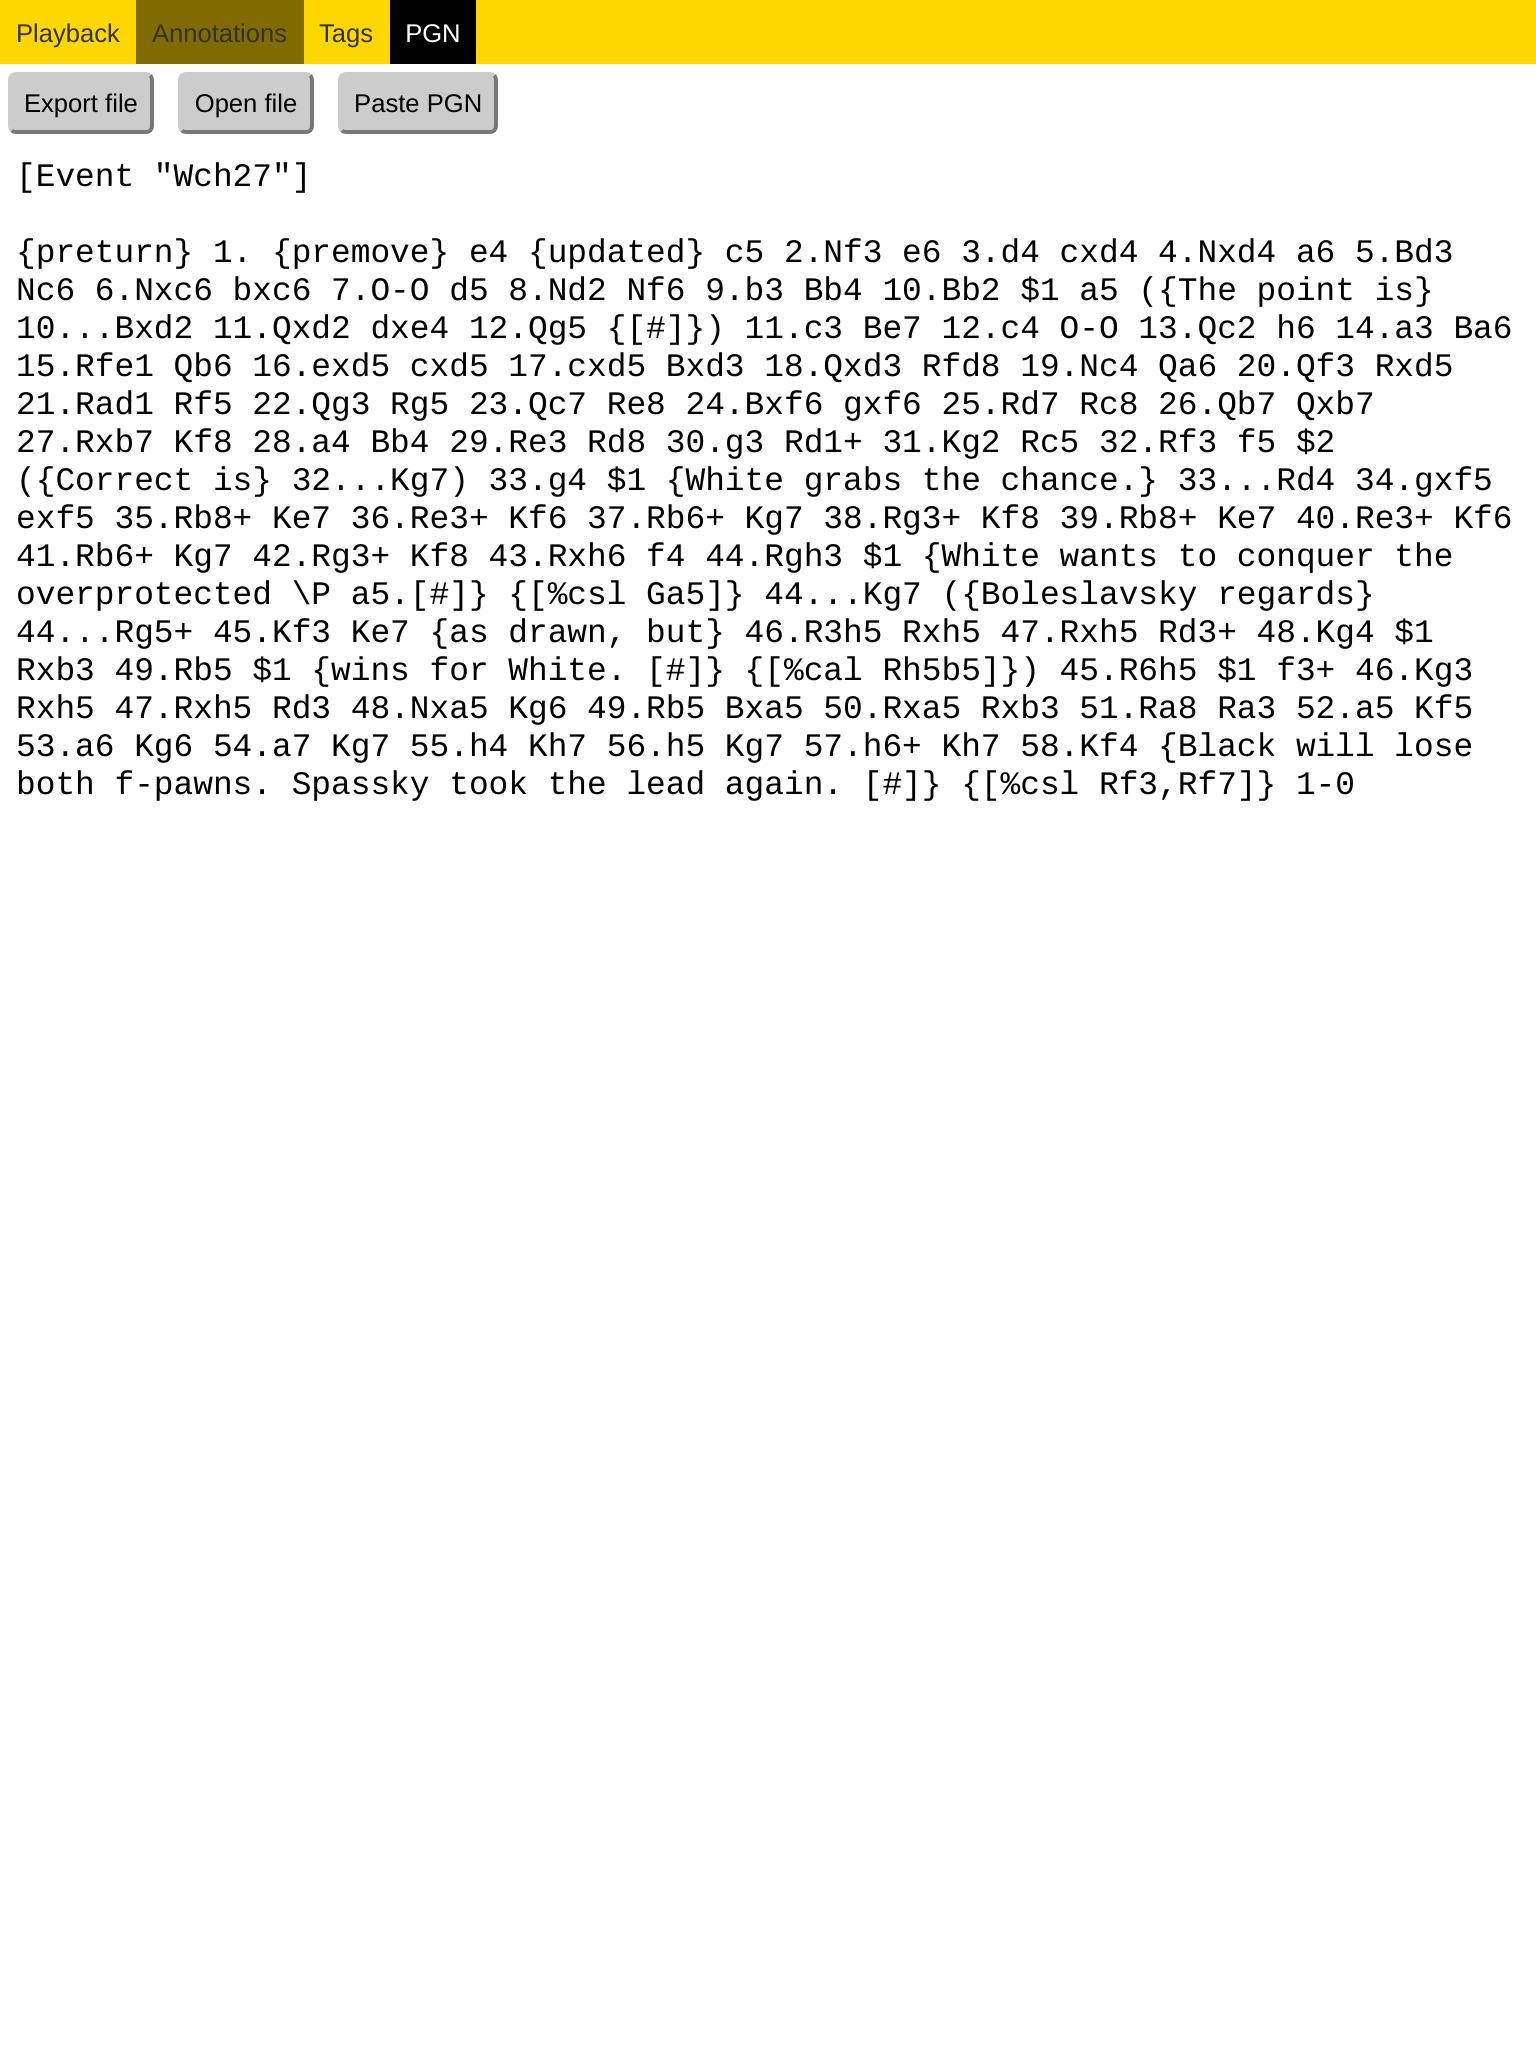 Playback Annotations Tags PGN
Export file Open file Paste PGN
[Event "Wch27"]
{preturn} 1. {premove} e4 {updated} c5 2.Nf3 e6 3.d4 cxd4 4.Nxd4 a6 5.Bd3
Nc6 6.Nxc6 bxc6 7.O-O d5 8.Nd2 Nf6 9.b3 Bb4 10.Bb2 $1 a5 ({The point is}
10...Bxd2 11.Qxd2 dxe4 12.Qg5 {[#]}) 11.c3 Be7 12.c4 O-O 13.Qc2 h6 14.a3 Ba6
15.Rfe1 Qb6 16.exd5 cxd5 17.cxd5 Bxd3 18.Qxd3 Rfd8 19.Nc4 Qa6 20.Qf3 Rxd5
21.Rad1 Rf5 22.Qg3 Rg5 23.Qc7 Re8 24.Bxf6 gxf6 25.Rd7 Rc8 26.Qb7 Qxb7
27.Rxb7 Kf8 28.a4 Bb4 29.Re3 Rd8 30.g3 Rd1+ 31.Kg2 Rc5 32.Rf3 f5 $2
({Correct is} 32...Kg7) 33.g4 $1 {White grabs the chance.} 33...Rd4 34.gxf5
exf5 35.Rb8+ Ke7 36.Re3+ Kf6 37.Rb6+ Kg7 38.Rg3+ Kf8 39.Rb8+ Ke7 40.Re3+ Kf6
41.Rb6+ Kg7 42.Rg3+ Kf8 43.Rxh6 f4 44.Rgh3 $1 {White wants to conquer the
overprotected \P a5.[#]} {[%csl Ga5]} 44...Kg7 ({Boleslavsky regards}
44...Rg5+ 45.Kf3 Ke7 {as drawn, but} 46.R3h5 Rxh5 47.Rxh5 Rd3+ 48.Kg4 $1
Rxb3 49.Rb5 $1 {wins for White. [#]} {[%cal Rh5b5]}) 45.R6h5 $1 f3+ 46.Kg3
Rxh5 47.Rxh5 Rd3 48.Nxa5 Kg6 49.Rb5 Bxa5 50.Rxa5 Rxb3 51.Ra8 Ra3 52.a5 Kf5
53.a6 Kg6 54.a7 Kg7 55.h4 Kh7 56.h5 Kg7 57.h6+ Kh7 58.Kf4 {Black will lose
both f-pawns. Spassky took the lead again. [#]} {[%csl Rf3,Rf7]} 1-0